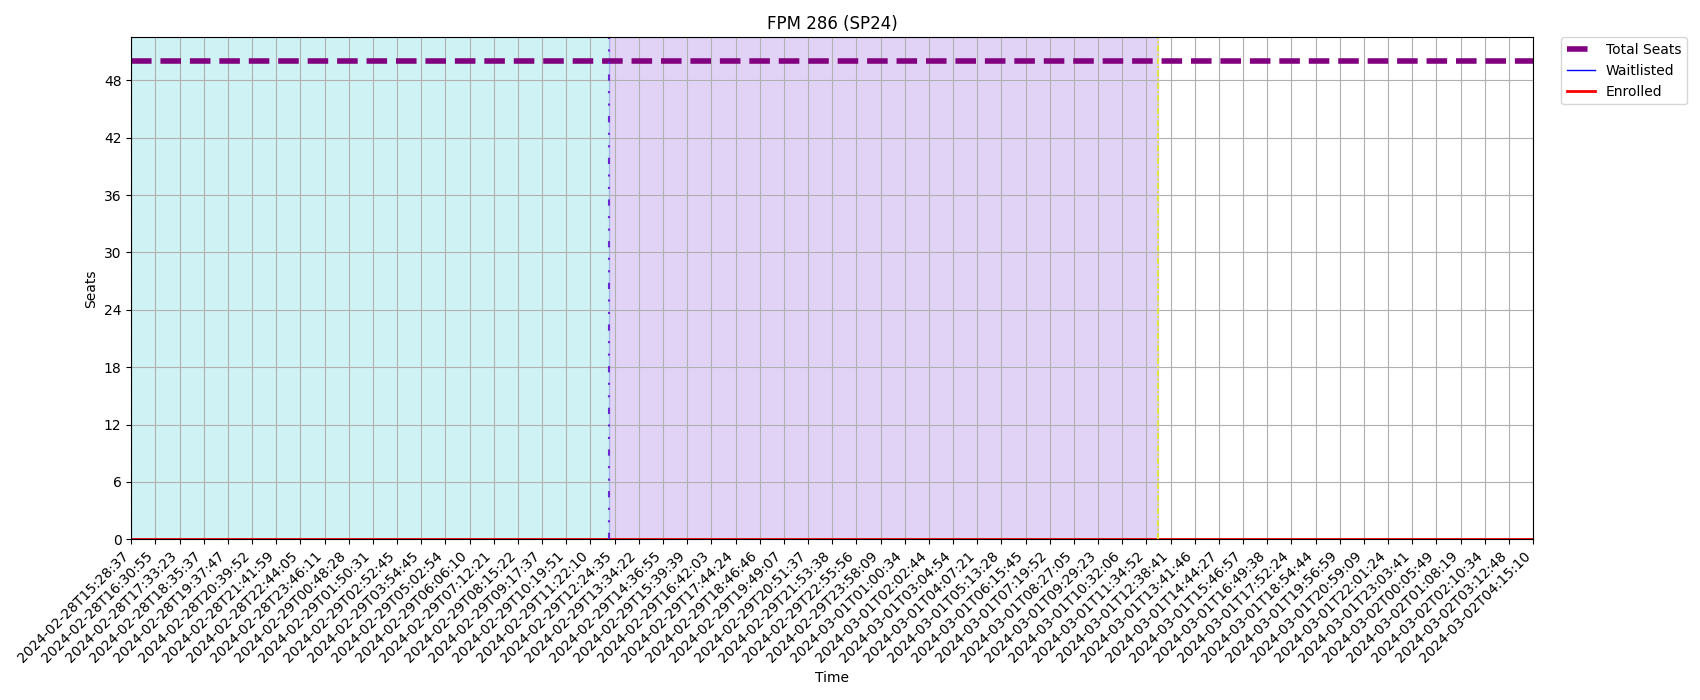 FPM 286 (SP24)
Total Seats
Waitlisted
Enrolled
Seats
48
42
36
30
24
18
12
6
0
2024-02-28T15:28:37
2024-02-28T16:30:55
2024-02-28T17:33:23
2024-02-28T18:35:37
2024-02-28T19:37:47
2024-02-28T20:39:52
2024-02-28T21:41:59
2024-02-28T22:44:05
2024-02-28T23:46:11
2024-02-29T00:48:28
2024-02-29T01:50:31
2024-02-29T02:52:45
2024-02-29T03:54:45
2024-02-29T05:02:54
2024-02-29T06:06:10
2024-02-29T07:12:21
2024-02-29T08:15:22
2024-02-29T09:17:37
2024-02-29T10:19:51
2024-02-29T11:22:10
2024-02-29T12:24:35
2024-02-29T13:34:22
2024-02-29T14:36:55
2024-02-29T15:39:39
2024-02-29T16:42:03
2024-02-29T17:44:24
2024-02-29T18:46:46
2024-02-29T19:49:07
2024-02-29T20:51:37
2024-02-29T21:53:38
2024-02-29T22:55:56
2024-02-29T23:58:09
2024-03-01T01:00:34
2024-03-01T02:02:44
2024-03-01T03:04:54
2024-03-01T04:07:21
2024-03-01T05:13:28
2024-03-01T06:15:45
2024-03-01T07:19:52
2024-03-01T08:27:05
2024-03-01T09:29:23
2024-03-01T10:32:06
2024-03-01T11:34:52
2024-03-01T12:38:41
2024-03-01T13:41:46
2024-03-01T14:44:27
2024-03-01T15:46:57
2024-03-01T16:49:38
2024-03-01T17:52:24
2024-03-01T18:54:44
2024-03-01T19:56:59
2024-03-01T20:59:09
2024-03-01T22:01:24
2024-03-01T23:03:41
2024-03-02T00:05:49
2024-03-02T01:08:19
2024-03-02T02:10:34
2024-03-02T03:12:48
2024-03-02T04:15:10
Time